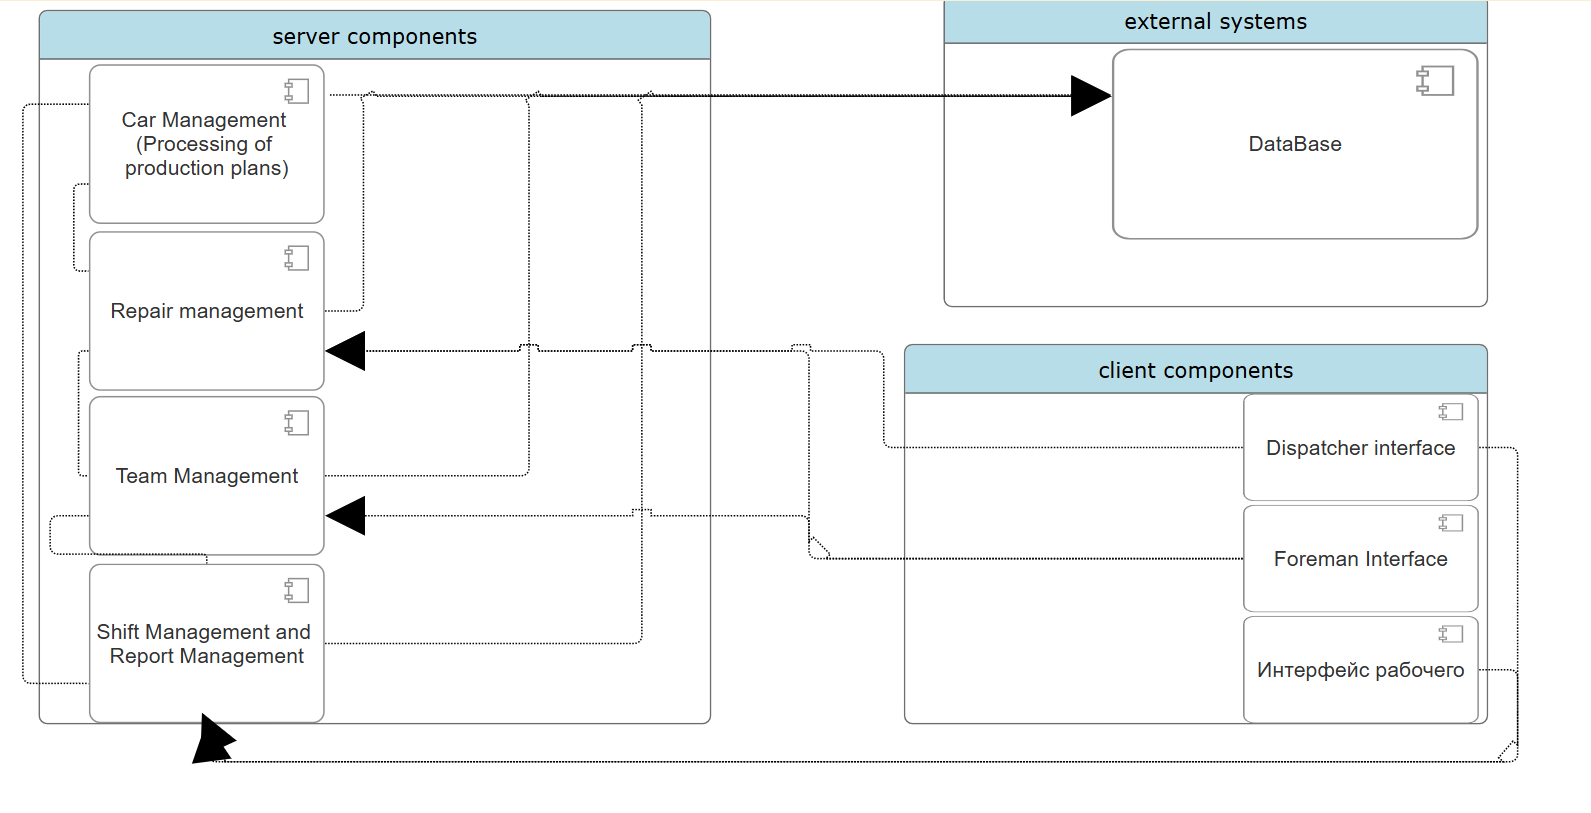 server components
Car Management
(Processing of
production plans)
Repair management
Team Management
Shift Management and
Report Management
external systems
DataBase
client components
Dispatcher interface
Foreman Interface
Интерфейс рабочего